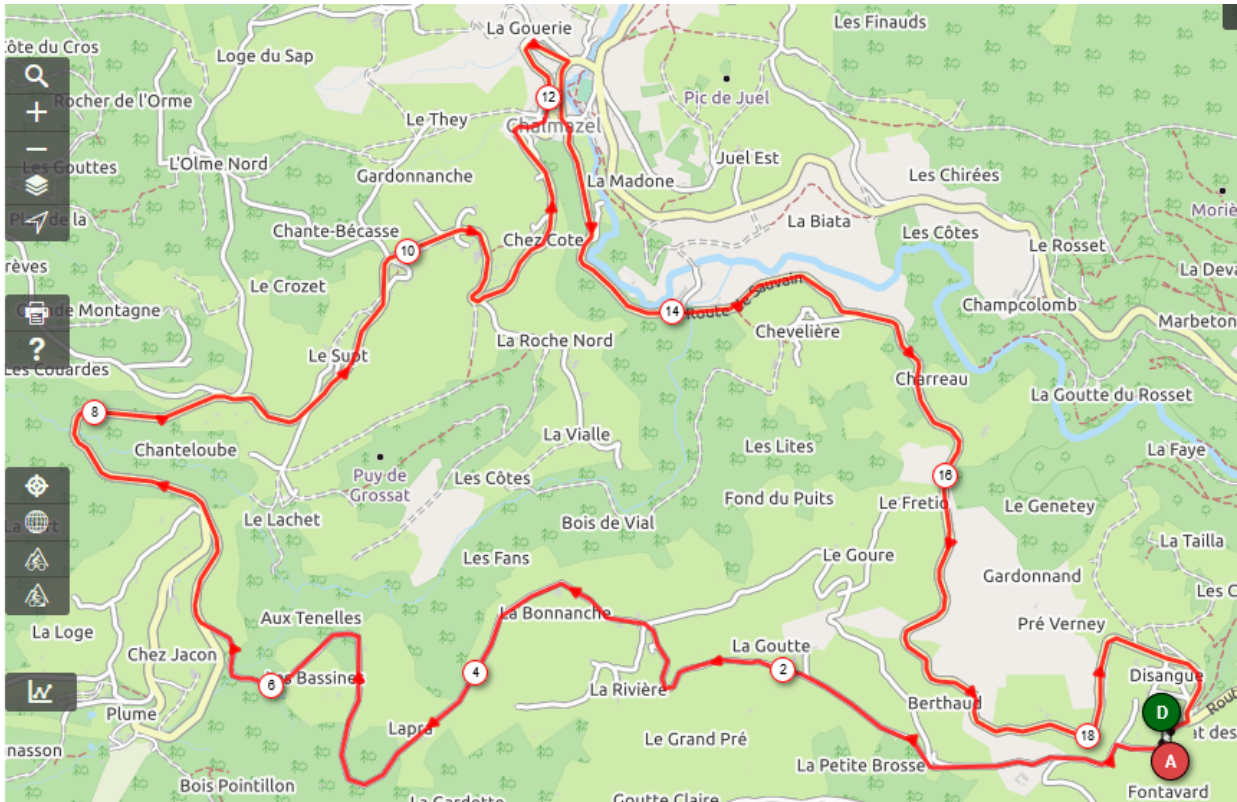 La Gouerie
Les Finauds
Côte du Cros
Loge du Sap
Rocher de l'Orme
Pic de Juel
12
Le They
Chalmazel
Les Gouttes
L'Olme Nord
Juel Est
Gardonnanche
La Madone
Les Chirées
de la
La Biata
Chante-Bécasse
10
Chez Cote
Les Côtes
Le Rosset
La Deva
Le Crozet
Champcolomb
Grande Montagne
14
Route de Sauvain
Marbeton
?
La Roche Nord
Chevelière
Le Supt
Les Couardes
Charreau
8
La Goutte du Rosset
La Vialle
Les Lites
Chanteloube
La Faye
Puy de
Grossat
Les Côtes
16
Fond du Puits
Le Fretio
Le Genetey
Le Lachet
Bois de Vial
La Tailla
Les Fans
Le Goure
Gardonnand
La Bonnanche
Aux Tenelles
Pré Verney
La Loge
La Goutte
Chez Jacon
4
2
Disangue
6
Les Bassines
La Rivière
Berthaud
D
Plume
Lapra
18
Le Grand Pré
A
La Petite Brosse
Bois Pointillon
Fontavard
La Gardette
Goutte Claire